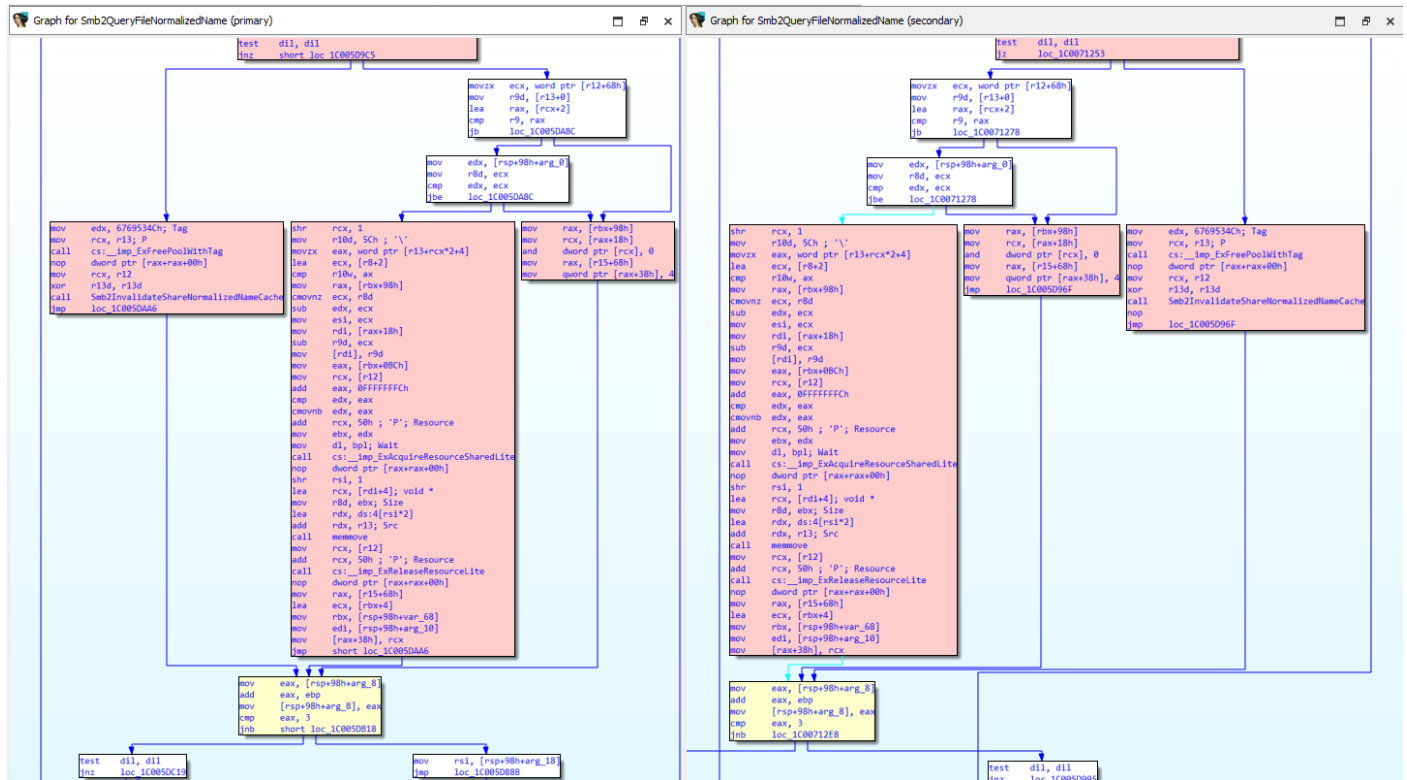 Graph for Smb2QueryFileNormalizedName (primary)
test dil, dil
jnz short loc_1C005D9C5
movzx ecx, word ptr [r12+68h]
mov r9d, [r13+0]
lea rax, [rcx+2]
cmp r9, rax
jb loc_1C005DA8C
mov edx, [rsp+98h+arg_0]
mov r8d, ecx
cmp edx, ecx
jbe loc_1C005DA8C
mov edx, 6769534Ch; Tag
mov rcx, r13; P
call cs:__imp_ExFreePoolWithTag
nop dword ptr [rax+rax+00h]
mov rcx, r12
xor r13d, r13d
call Smb2InvalidateShareNormalizedNameCache
jmp loc_1C005DAA6
shr rcx, 1
mov r10d, 5Ch ; '\'
movzx eax, word ptr [r13+rcx*2+4]
lea ecx, [r8+2]
cmp r10w, ax
mov rax, [rbx+98h]
cmovnz ecx, r8d
sub edx, ecx
mov esi, ecx
mov rdi, [rax+18h]
sub r9d, ecx
mov [rdi], r9d
mov eax, [rbx+0BCh]
mov rcx, [r12]
add eax, 0FFFFFFFCh
cmp edx, eax
cmovnb edx, eax
add rcx, 50h ; 'P'; Resource
mov ebx, edx
mov dl, bpl; Wait
call cs:__imp_ExAcquireResourceSharedLite
nop dword ptr [rax+rax+00h]
shr rsi, 1
lea rcx, [rdi+4]; void *
mov r8d, ebx; Size
lea rdx, ds:4[rsi*2]
add rdx, r13; Src
call memmove
mov rcx, [r12]
add rcx, 50h ; 'P'; Resource
call cs:__imp_ExReleaseResourceLite
nop dword ptr [rax+rax+00h]
mov rax, [r15+68h]
lea ecx, [rbx+4]
mov rbx, [rsp+98h+var_68]
mov edi, [rsp+98h+arg_10]
mov [rax+38h], rcx
jmp short loc_1C005DAA6
mov rax, [rbx+98h]
mov rcx, [rax+18h]
and dword ptr [rcx], 0
mov rax, [r15+68h]
mov qword ptr [rax+38h], 4
mov eax, [rsp+98h+arg_8]
add eax, ebp
mov [rsp+98h+arg_8], eax
cmp eax, 3
jnb short loc_1C005DB18
test dil, dil
jnz loc_1C005DC19
mov rsi, [rsp+98h+arg_18]
jmp loc_1C005D888
Graph for Smb2QueryFileNormalizedName (secondary)
test dil, dil
jz loc_1C0071253
movzx ecx, word ptr [r12+68h]
mov r9d, [r13+0]
lea rax, [rcx+2]
cmp r9, rax
jb loc_1C0071278
mov edx, [rsp+98h+arg_0]
mov r8d, ecx
cmp edx, ecx
jbe loc_1C0071278
shr rcx, 1
mov r10d, 5Ch ; '\'
movzx eax, word ptr [r13+rcx*2+4]
lea ecx, [r8+2]
cmp r10w, ax
mov rax, [rbx+98h]
cmovnz ecx, r8d
sub edx, ecx
mov esi, ecx
mov rdi, [rax+18h]
sub r9d, ecx
mov [rdi], r9d
mov eax, [rbx+0BCh]
mov rcx, [r12]
add eax, 0FFFFFFFCh
cmp edx, eax
cmovnb edx, eax
add rcx, 50h ; 'P'; Resource
mov ebx, edx
mov dl, bpl; Wait
call cs:__imp_ExAcquireResourceSharedLite
nop dword ptr [rax+rax+00h]
shr rsi, 1
lea rcx, [rdi+4]; void *
mov r8d, ebx; Size
lea rdx, ds:4[rsi*2]
add rdx, r13; Src
call memmove
mov rcx, [r12]
add rcx, 50h ; 'P'; Resource
call cs:__imp_ExReleaseResourceLite
nop dword ptr [rax+rax+00h]
mov rax, [r15+68h]
lea ecx, [rbx+4]
mov rbx, [rsp+98h+var_68]
mov edi, [rsp+98h+arg_10]
mov [rax+38h], rcx
mov rax, [rbx+98h]
mov rcx, [rax+18h]
and dword ptr [rcx], 0
mov rax, [r15+68h]
mov qword ptr [rax+38h], 4
jmp loc_1C005D96F
mov edx, 6769534Ch; Tag
mov rcx, r13; P
call cs:__imp_ExFreePoolWithTag
nop dword ptr [rax+rax+00h]
mov rcx, r12
xor r13d, r13d
call Smb2InvalidateShareNormalizedNameCache
nop
jmp loc_1C005D96F
mov eax, [rsp+98h+arg_8]
add eax, ebp
mov [rsp+98h+arg_8], eax
cmp eax, 3
jnb loc_1C00712E8
test dil, dil
jnz loc_1C005D995